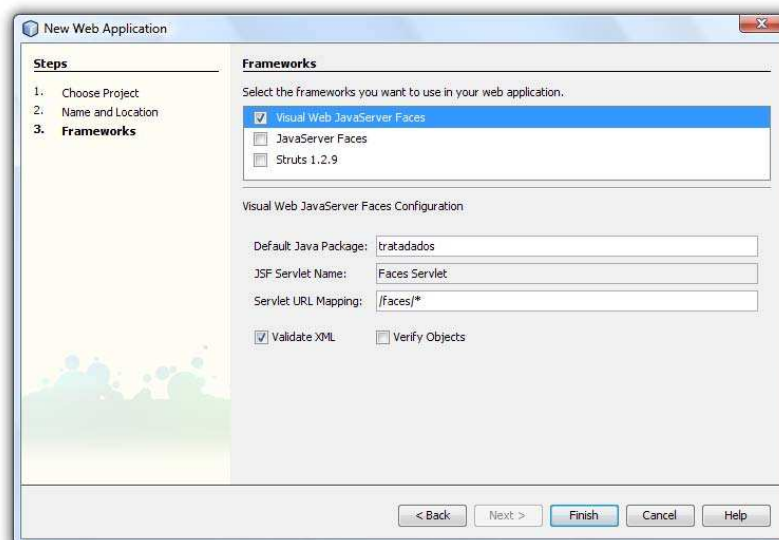 New Web Application
Steps
1. Choose Project
2. Name and Location
3. Frameworks
Frameworks
Select the frameworks you want to use in your web application.
Visual Web JavaServer Faces
JavaServer Faces
Struts 1.2.9
Visual Web JavaServer Faces Configuration
Default Java Package: tratadados
JSF Servlet Name: Faces Servlet
Servlet URL Mapping: /faces/*
Validate XML Verify Objects
< Back Next > Finish Cancel Help